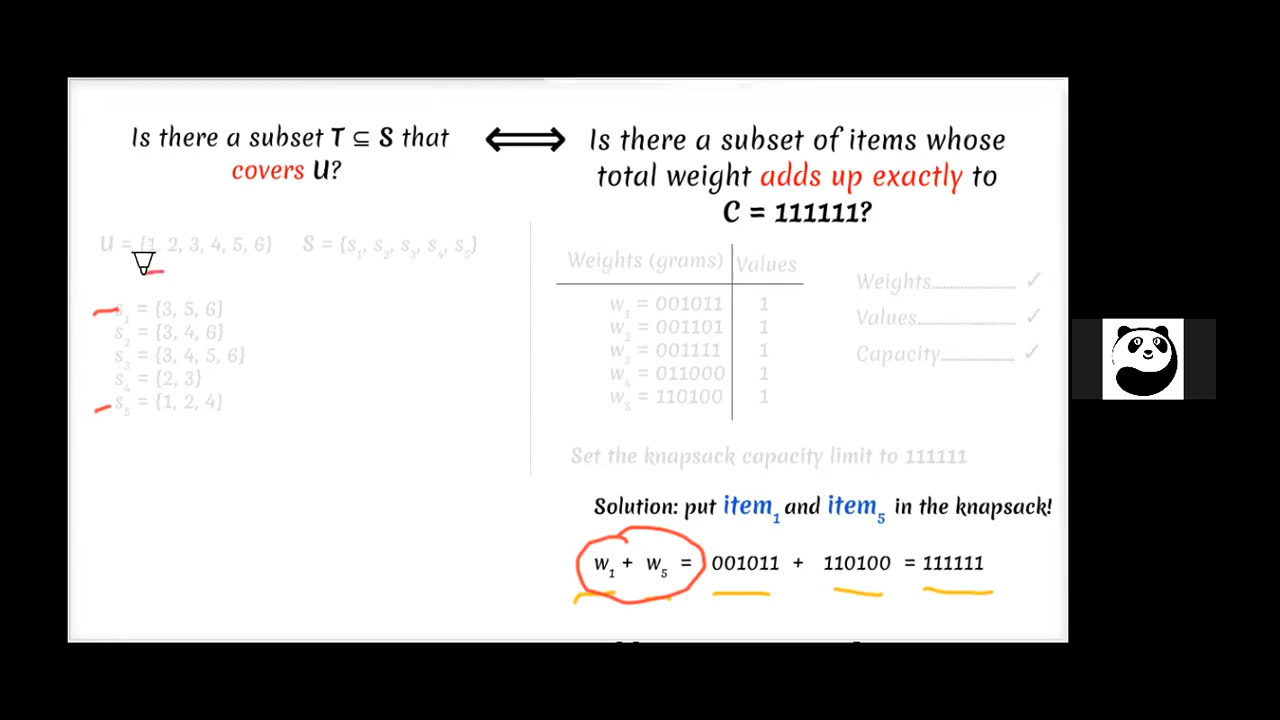 Is there a subset T ⊆ S that
covers U?
Is there a subset of items whose
total weight adds up exactly to
C = 111111?
U = {1, 2, 3, 4, 5, 6} S = {s₁, s₂, s₃, s₄, s₅}
s₁ = {3, 5, 6}
s₂ = {3, 4, 6}
s₃ = {3, 4, 5, 6}
s₄ = {2, 3}
s₅ = {1, 2, 4}
Weights (grams) Values
w₁ = 001011 1
w₂ = 001101 1
w₃ = 001111 1
w₄ = 011000 1
w₅ = 110100 1
Weights.................... ✓
Values....................... ✓
Capacity................. ✓
Set the knapsack capacity limit to 111111
Solution: put item₁ and item₅ in the knapsack!
w₁ + w₅ = 001011 + 110100 = 111111